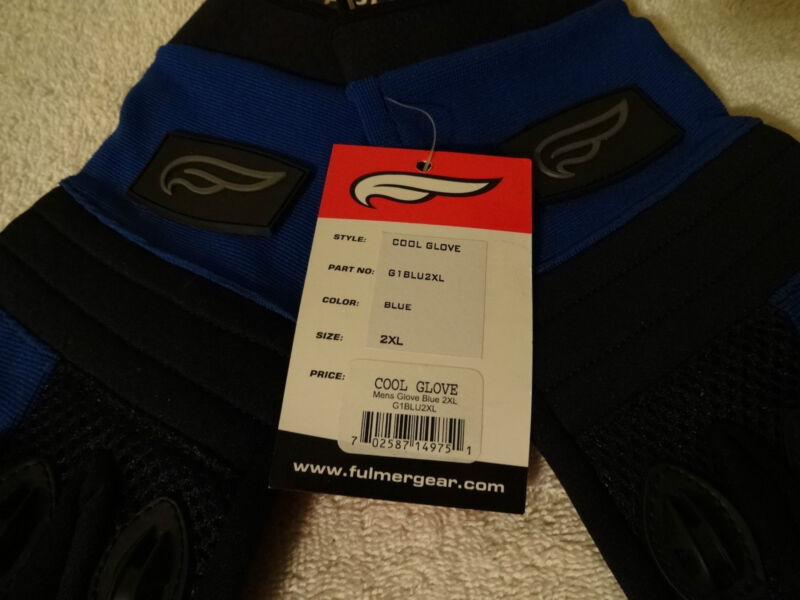 STYLE: COOL GLOVE
PART NO: G1BLU2XL
COLOR: BLUE
SIZE: 2XL
PRICE:
COOL GLOVE
Mens Glove Blue 2XL
G1BLU2XL
7 02587 14975 1
www.fulmergear.com